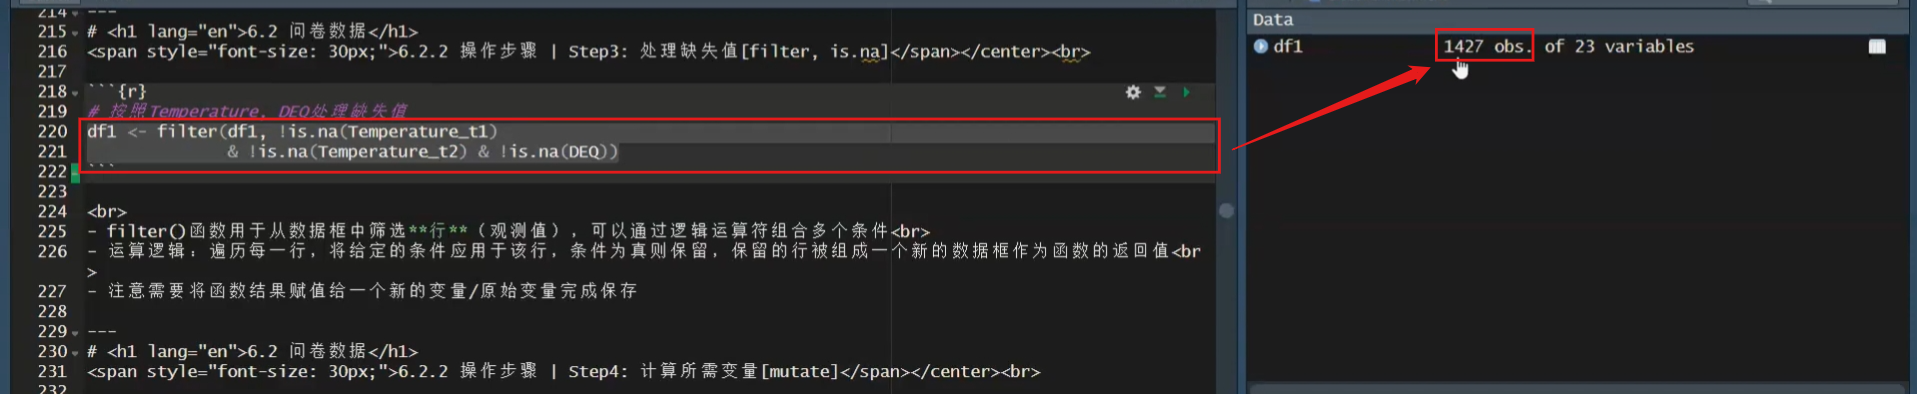 214 ---
215 # <h1 lang="en">6.2 问卷数据</h1>
216 <span style="font-size: 30px;">6.2.2 操作步骤 | Step3: 处理缺失值[filter, is.na]</span></center><br>
217
218 ```{r}
219 # 按照Temperature, DEQ处理缺失值
220 df1 <- filter(df1, !is.na(Temperature_t1)
221 & !is.na(Temperature_t2) & !is.na(DEQ))
222 ```
223
224 <br>
225 - filter()函数用于从数据框中筛选**行**（观测值），可以通过逻辑运算符组合多个条件<br>
226 - 运算逻辑：遍历每一行，将给定的条件应用于该行，条件为真则保留，保留的行被组成一个新的数据框作为函数的返回值<br
>
227 - 注意需要将函数结果赋值给一个新的变量/原始变量完成保存
228
229 ---
230 # <h1 lang="en">6.2 问卷数据</h1>
231 <span style="font-size: 30px;">6.2.2 操作步骤 | Step4: 计算所需变量[mutate]</span></center><br>
232
Data
df1 1427 obs. of 23 variables